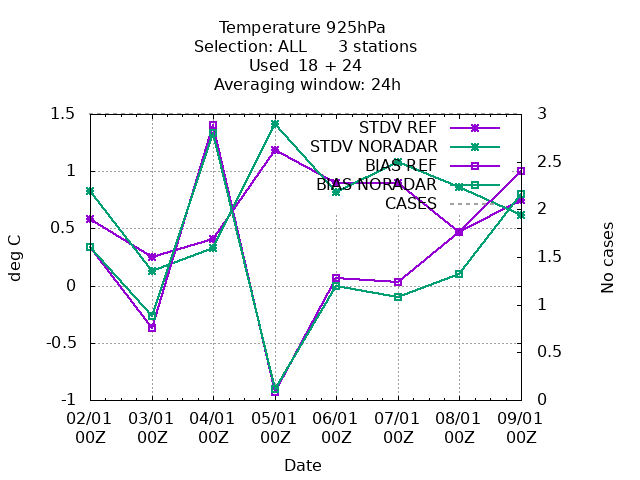 Temperature 925hPa
Selection: ALL      3 stations
Used  18 + 24
Averaging window: 24h
1.5
1
0.5
0
-0.5
-1
3
2.5
2
1.5
1
0.5
0
STDV REF
STDV NORADAR
BIAS REF
BIAS NORADAR
CASES
deg C
No cases
02/01 03/01 04/01 05/01 06/01 07/01 08/01 09/01
00Z 00Z 00Z 00Z 00Z 00Z 00Z 00Z
Date